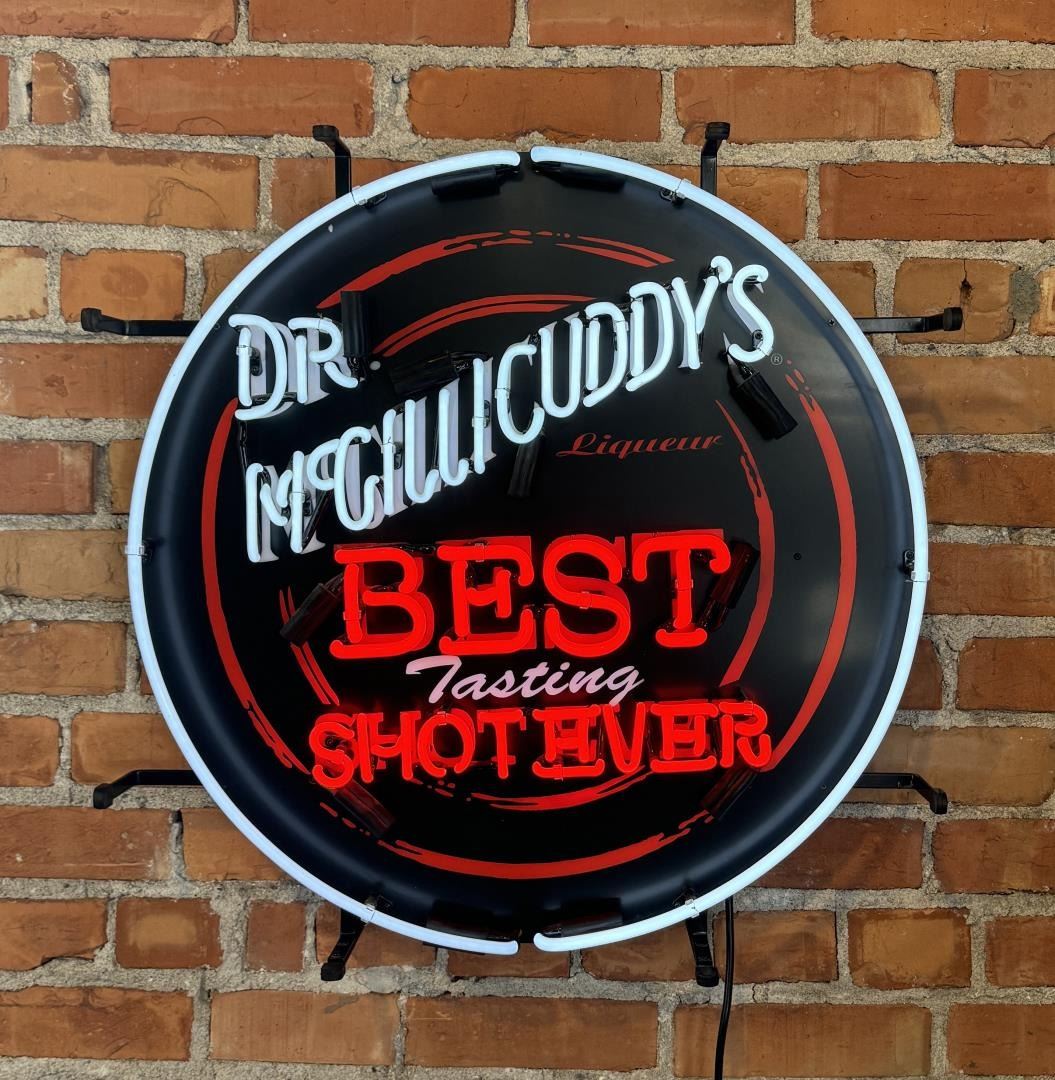 DR
McGILLICUDDY'S®
Liqueur
BEST
Tasting
SHOT EVER